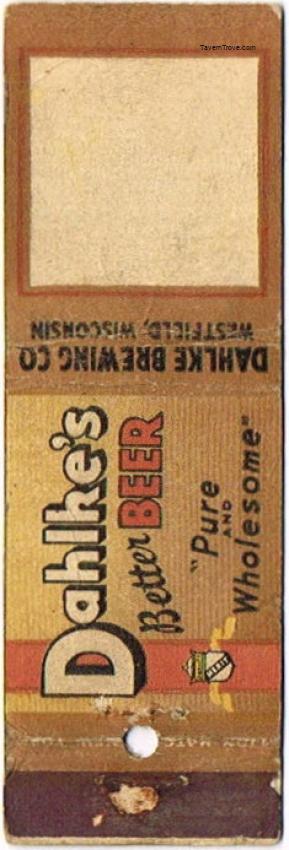 TavernTrove.com
DAHLKE BREWING CO
WESTFIELD, WISCONSIN
Dahlke's
Better BEER
"Pure
AND
Wholesome"